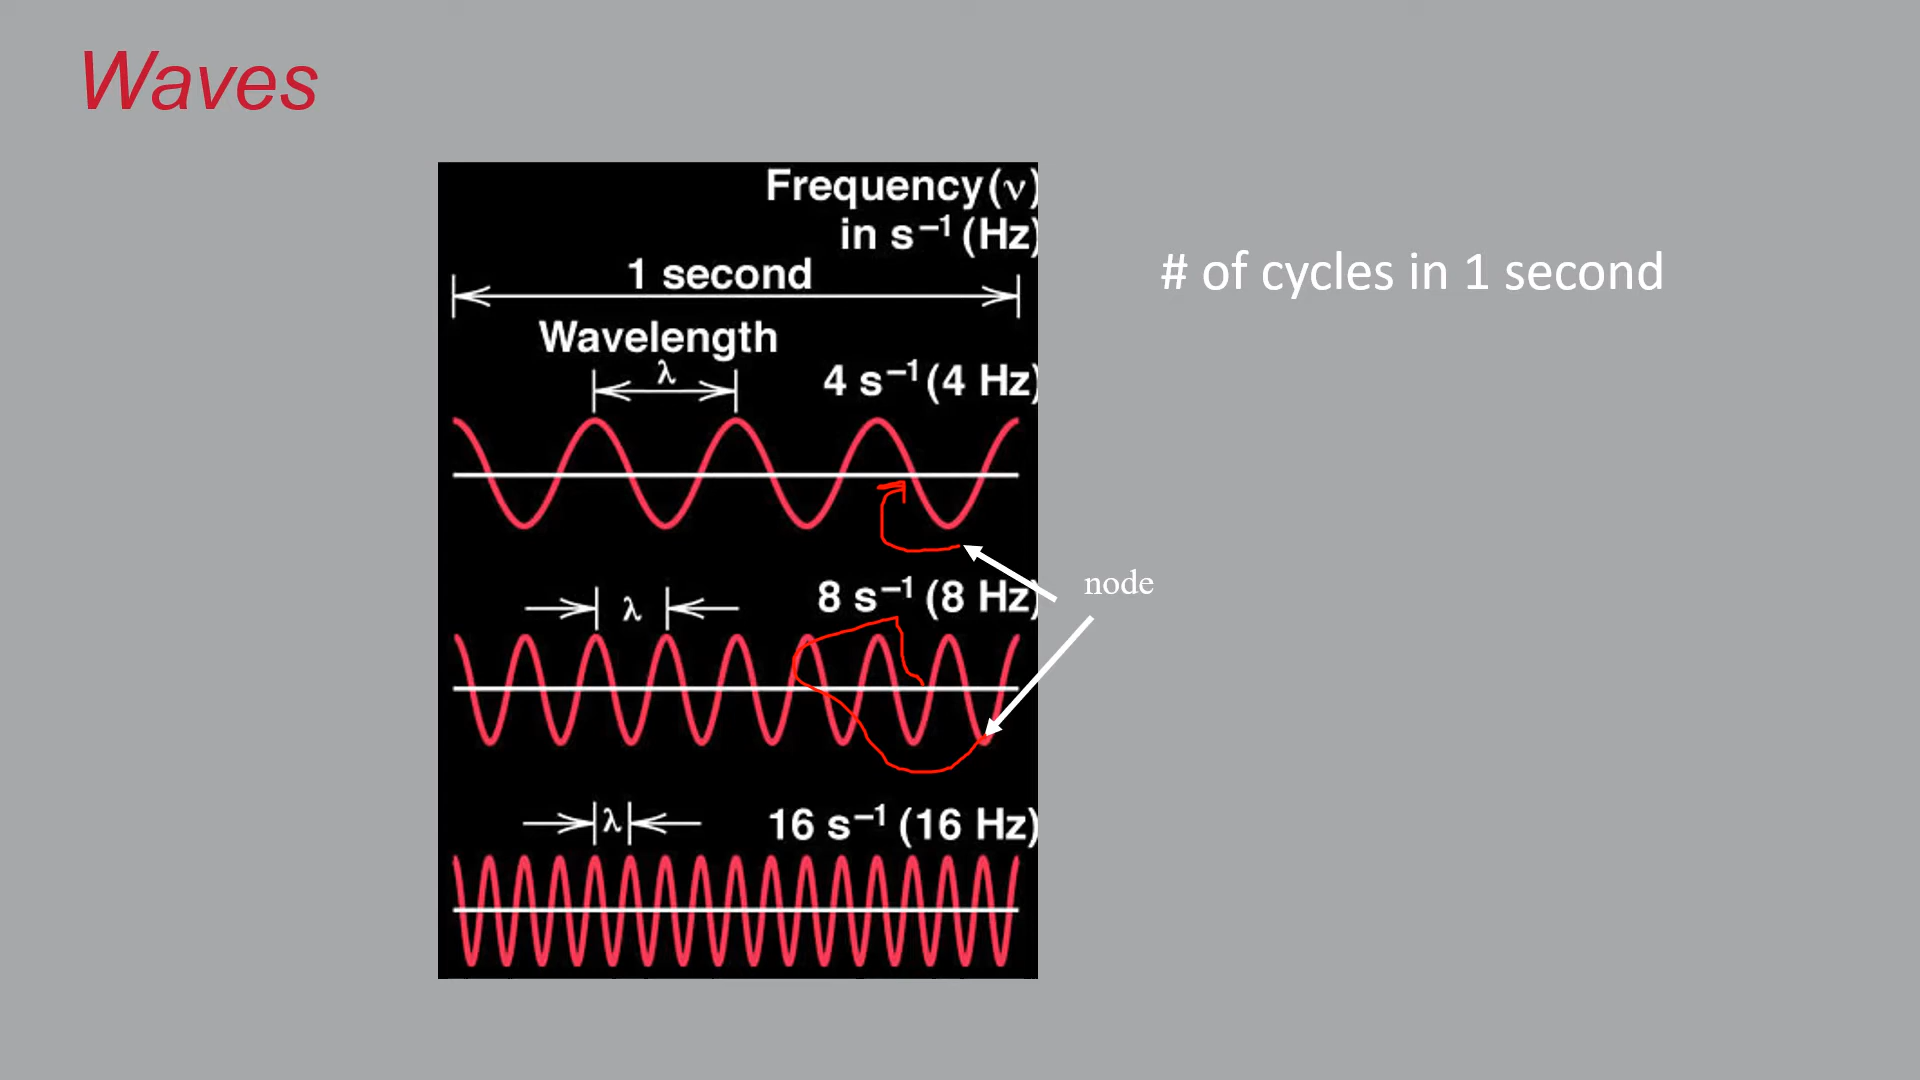 Waves
Frequency (ν)
in s⁻¹ (Hz)
# of cycles in 1 second
1 second
Wavelength
λ
4 s⁻¹ (4 Hz)
node
λ
8 s⁻¹ (8 Hz)
λ
16 s⁻¹ (16 Hz)